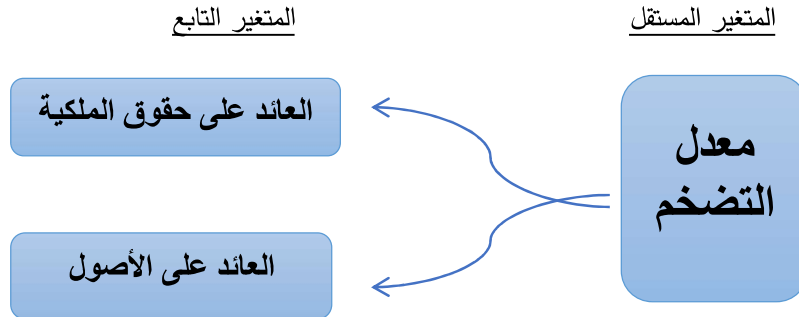 المتغير المستقل
المتغير التابع
معدل
التضخم
العائد على حقوق الملكية
العائد على الأصول